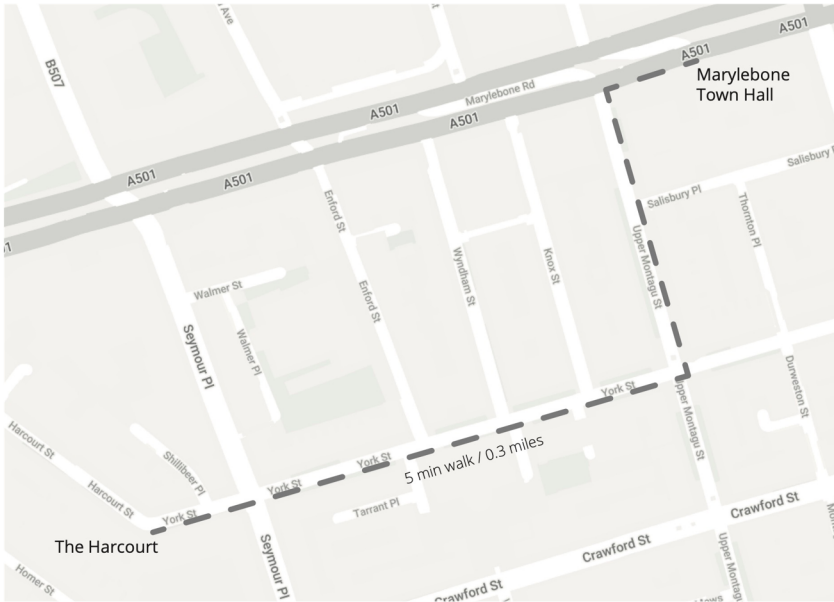 Ave
B507
A501
A501
Marylebone Rd
A501
A501
A501
A501
Marylebone
Town Hall
Salisbury
Salisbury Pl
Thornton Pl
Enford St
Upper Montagu St
Wyndham St
Knox St
Walmer St
Enford St
Seymour Pl
Walmer Pl
Durweston St
York St
Upper Montagu St
Harcourt St
Shillibeer Pl
York St
5 min walk / 0.3 miles
York St
Harcourt St
Tarrant Pl
Crawford St
York St
The Harcourt
Seymour Pl
Crawford St
Upper Montagu
Homer St
Crawford St